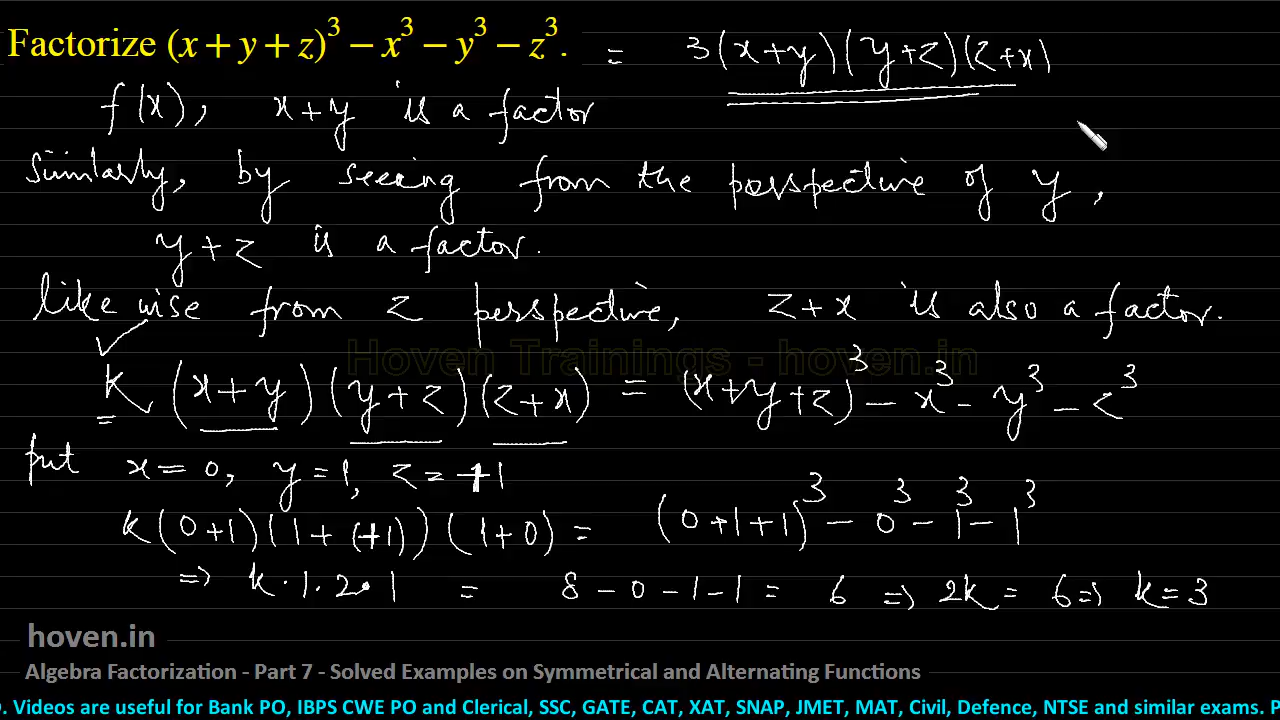 Factorize (x + y + z)³ − x³ − y³ − z³. = 3(x+y)(y+z)(z+x)
f(x), x+y is a factor
Similarly, by seeing from the perspective of y,
y+z is a factor.
likewise from z perspective, z+x is also a factor.
Hoven Trainings - hoven.in
k (x+y)(y+z)(z+x) = (x+y+z)³ − x³ − y³ − z³
put x=0, y=1, z=+1
k(0+1)(1+(+1))(1+0) = (0+1+1)³ − 0³ − 1³ − 1³
⇒ k·1·2·1 = 8−0−1−1 = 6 ⇒ 2k = 6 ⇒ k=3
hoven.in
Algebra Factorization - Part 7 - Solved Examples on Symmetrical and Alternating Functions
. Videos are useful for Bank PO, IBPS CWE PO and Clerical, SSC, GATE, CAT, XAT, SNAP, JMET, MAT, Civil, Defence, NTSE and similar exams.